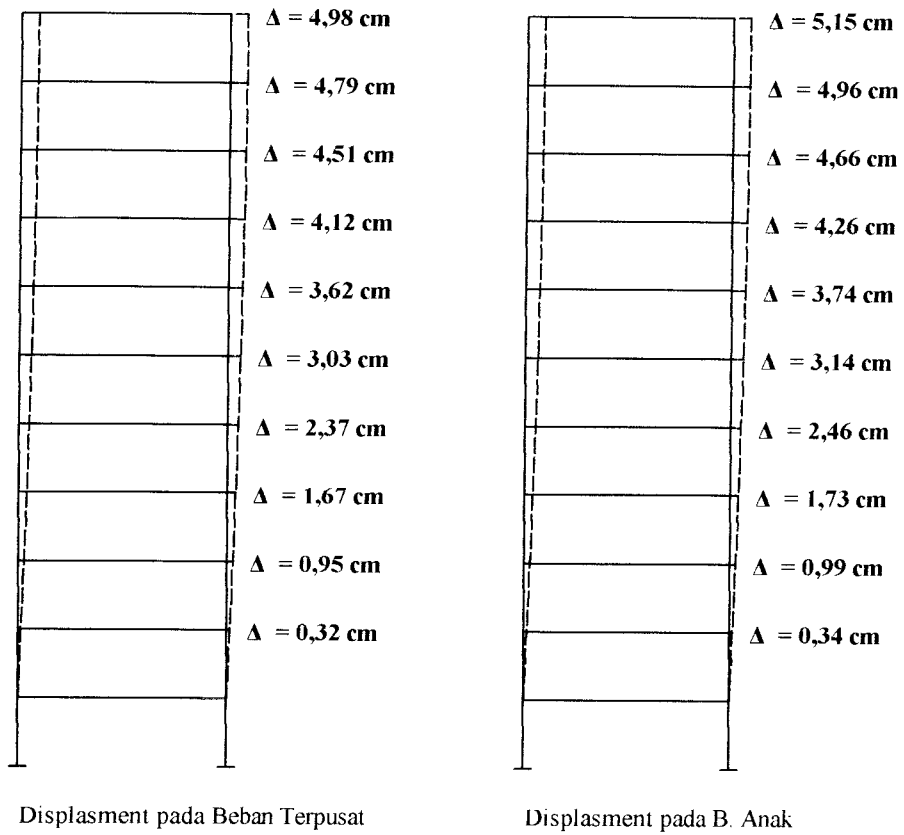 Δ = 4,98 cm
Δ = 4,79 cm
Δ = 4,51 cm
Δ = 4,12 cm
Δ = 3,62 cm
Δ = 3,03 cm
Δ = 2,37 cm
Δ = 1,67 cm
Δ = 0,95 cm
Δ = 0,32 cm
Displasment pada Beban Terpusat
Δ = 5,15 cm
Δ = 4,96 cm
Δ = 4,66 cm
Δ = 4,26 cm
Δ = 3,74 cm
Δ = 3,14 cm
Δ = 2,46 cm
Δ = 1,73 cm
Δ = 0,99 cm
Δ = 0,34 cm
Displasment pada B. Anak